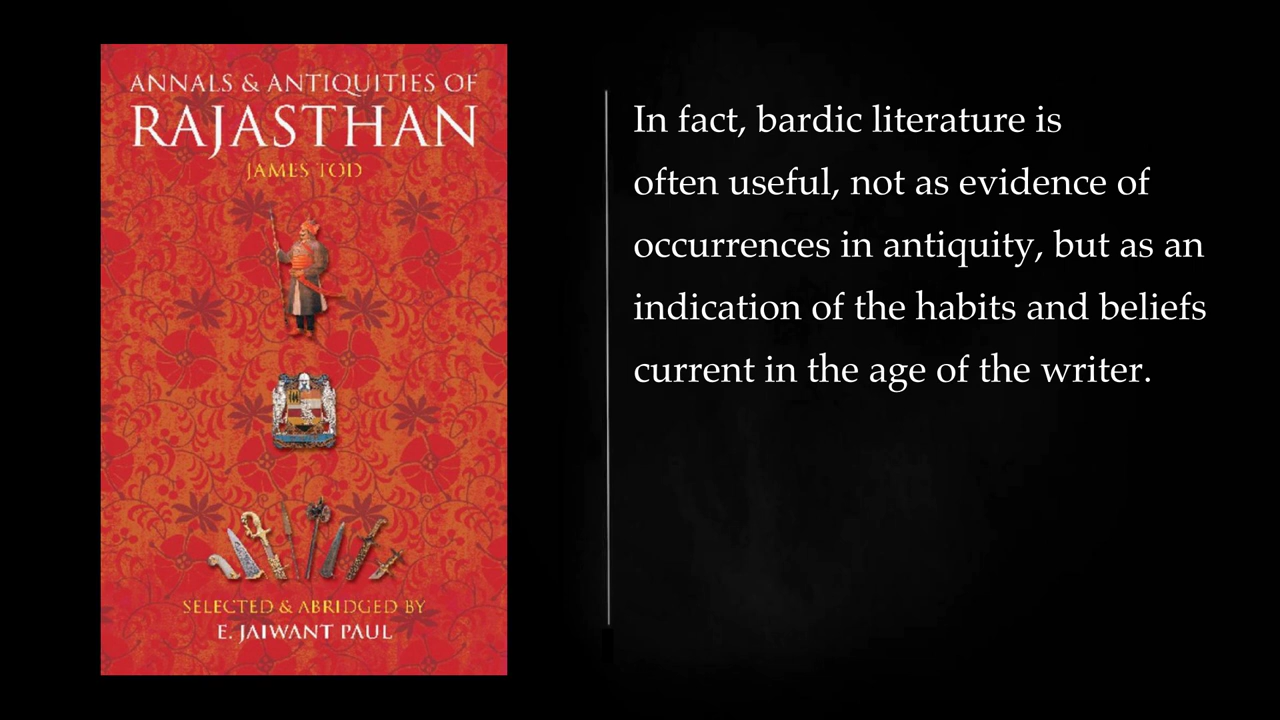 ANNALS & ANTIQUITIES OF
RAJASTHAN
JAMES TOD
SELECTED & ABRIDGED BY
E. JAIWANT PAUL
In fact, bardic literature is
often useful, not as evidence of
occurrences in antiquity, but as an
indication of the habits and beliefs
current in the age of the writer.